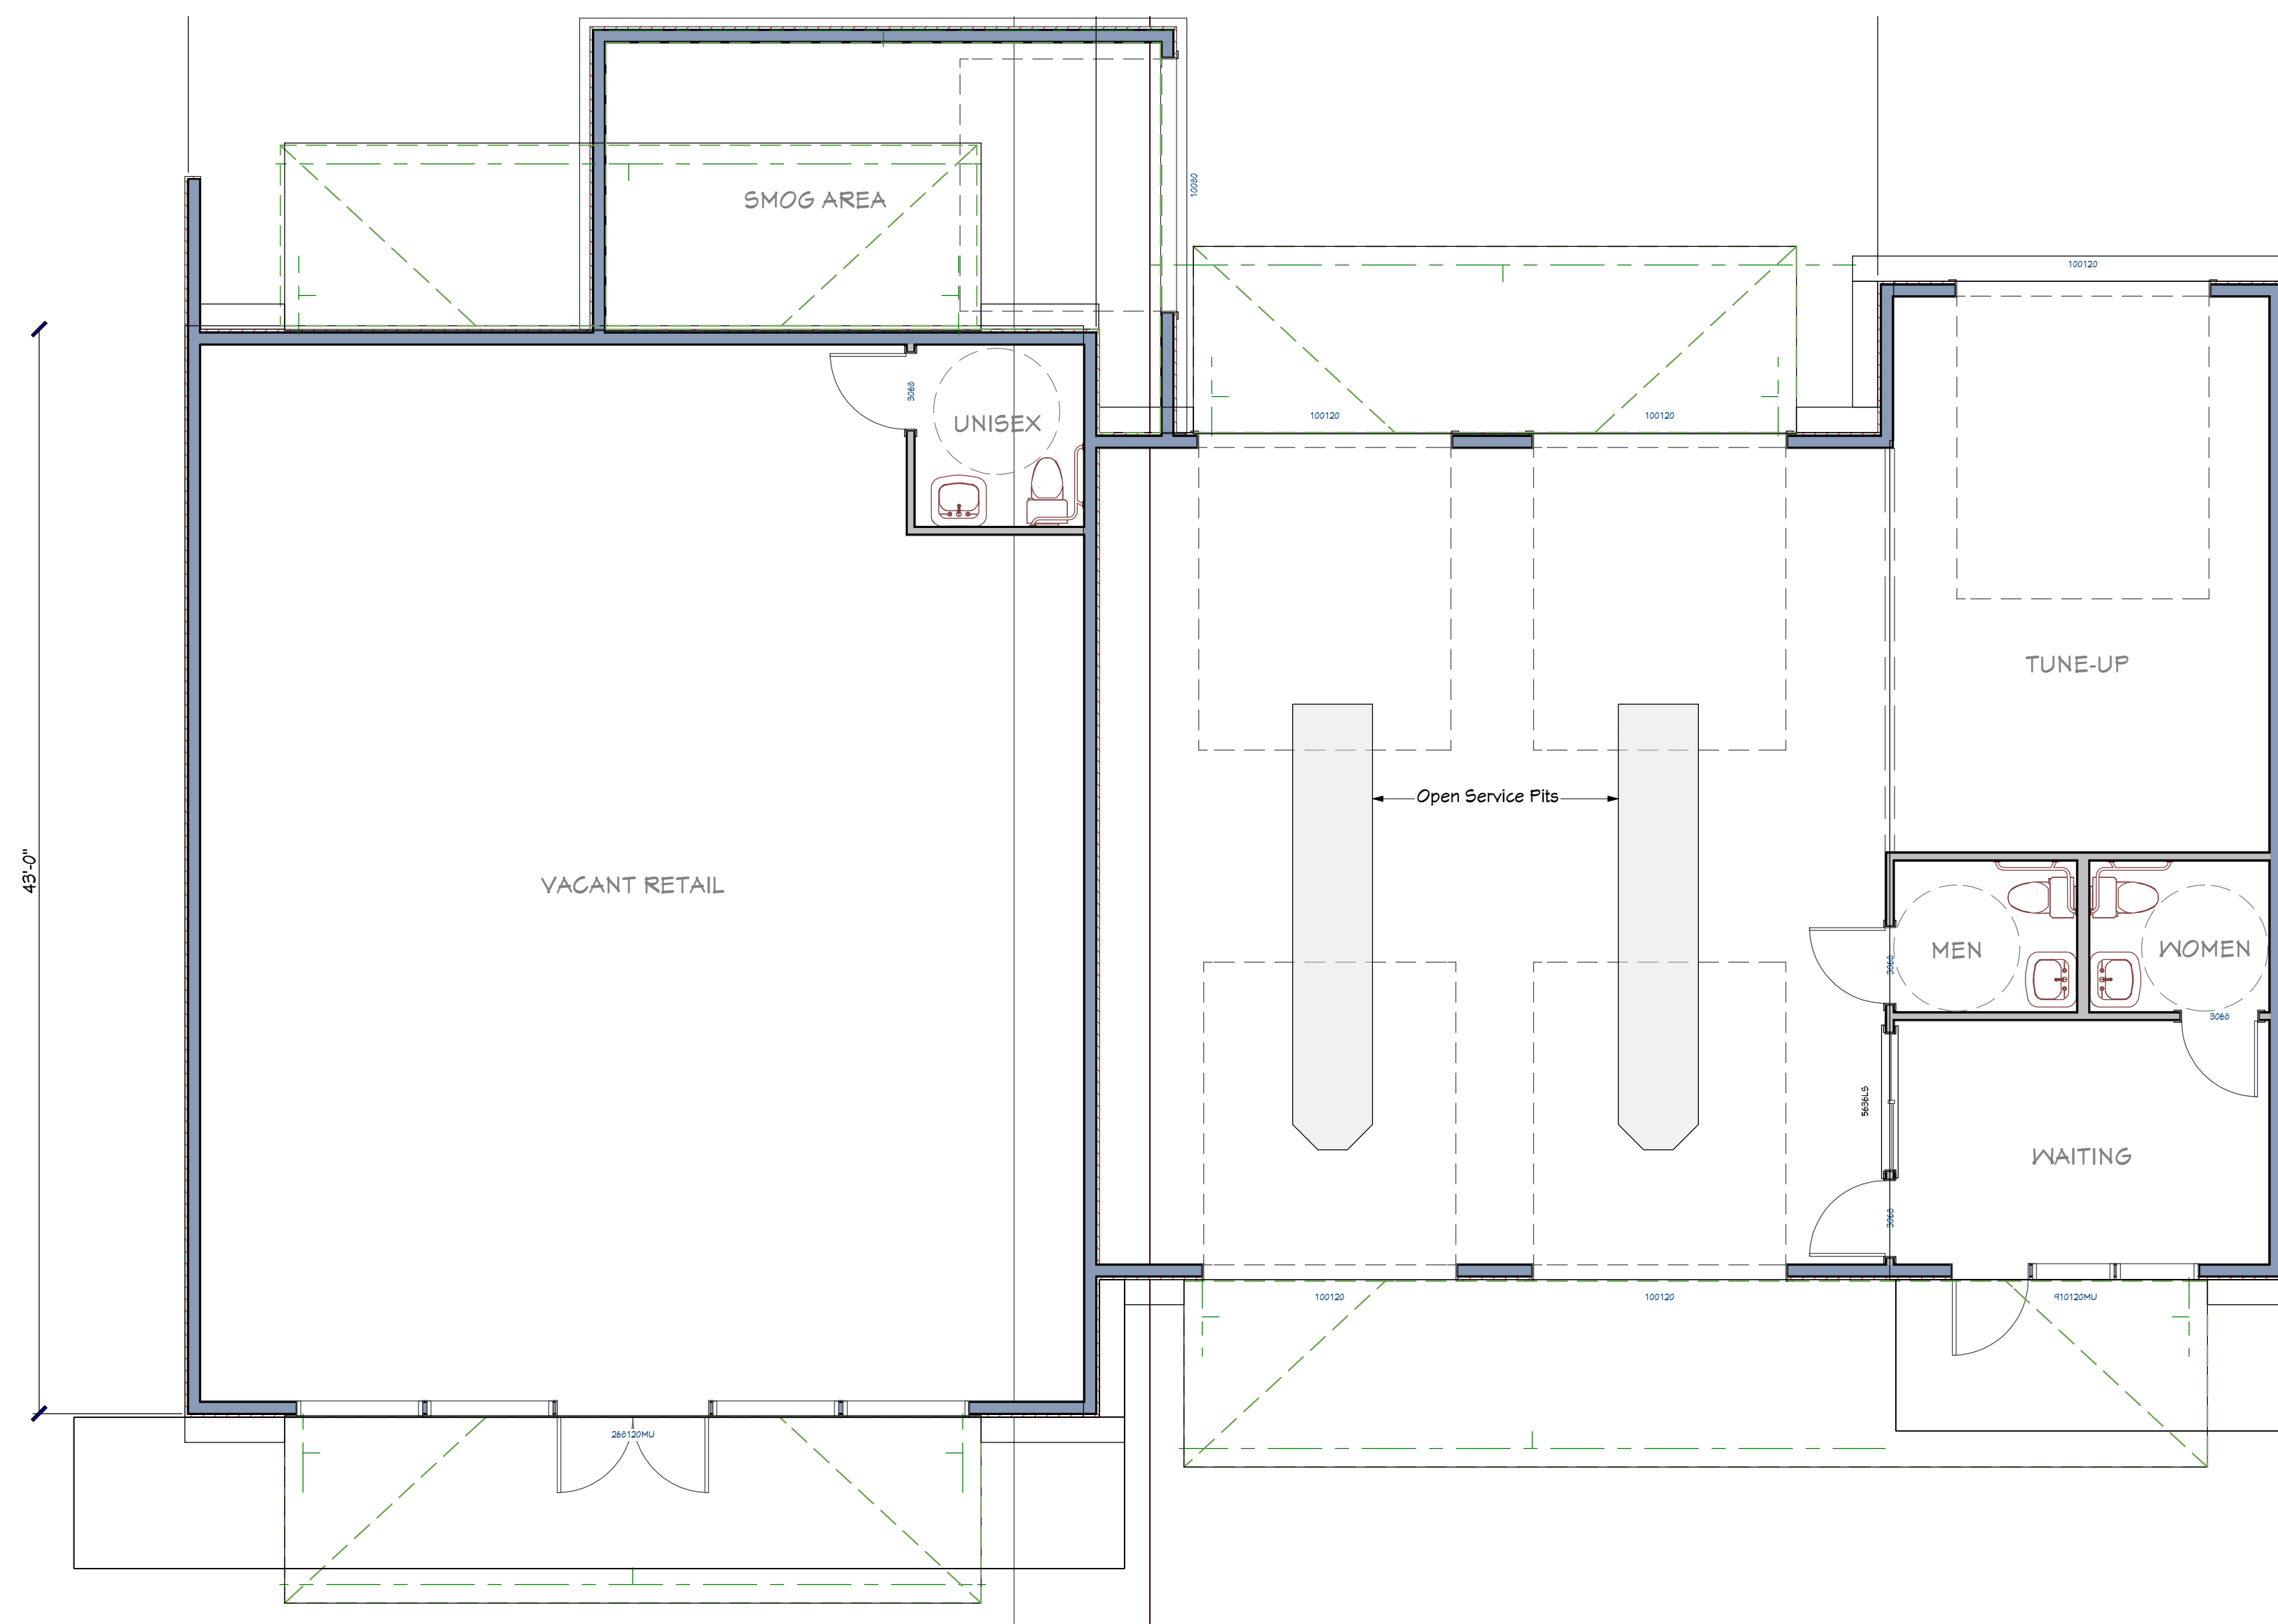 10080
SMOG AREA
100120
3068
UNISEX
100120
100120
TUNE-UP
Open Service Pits
43'-0"
VACANT RETAIL
MEN
WOMEN
3068
3068
5636LS
WAITING
3068
100120
100120
910120MU
268120MU